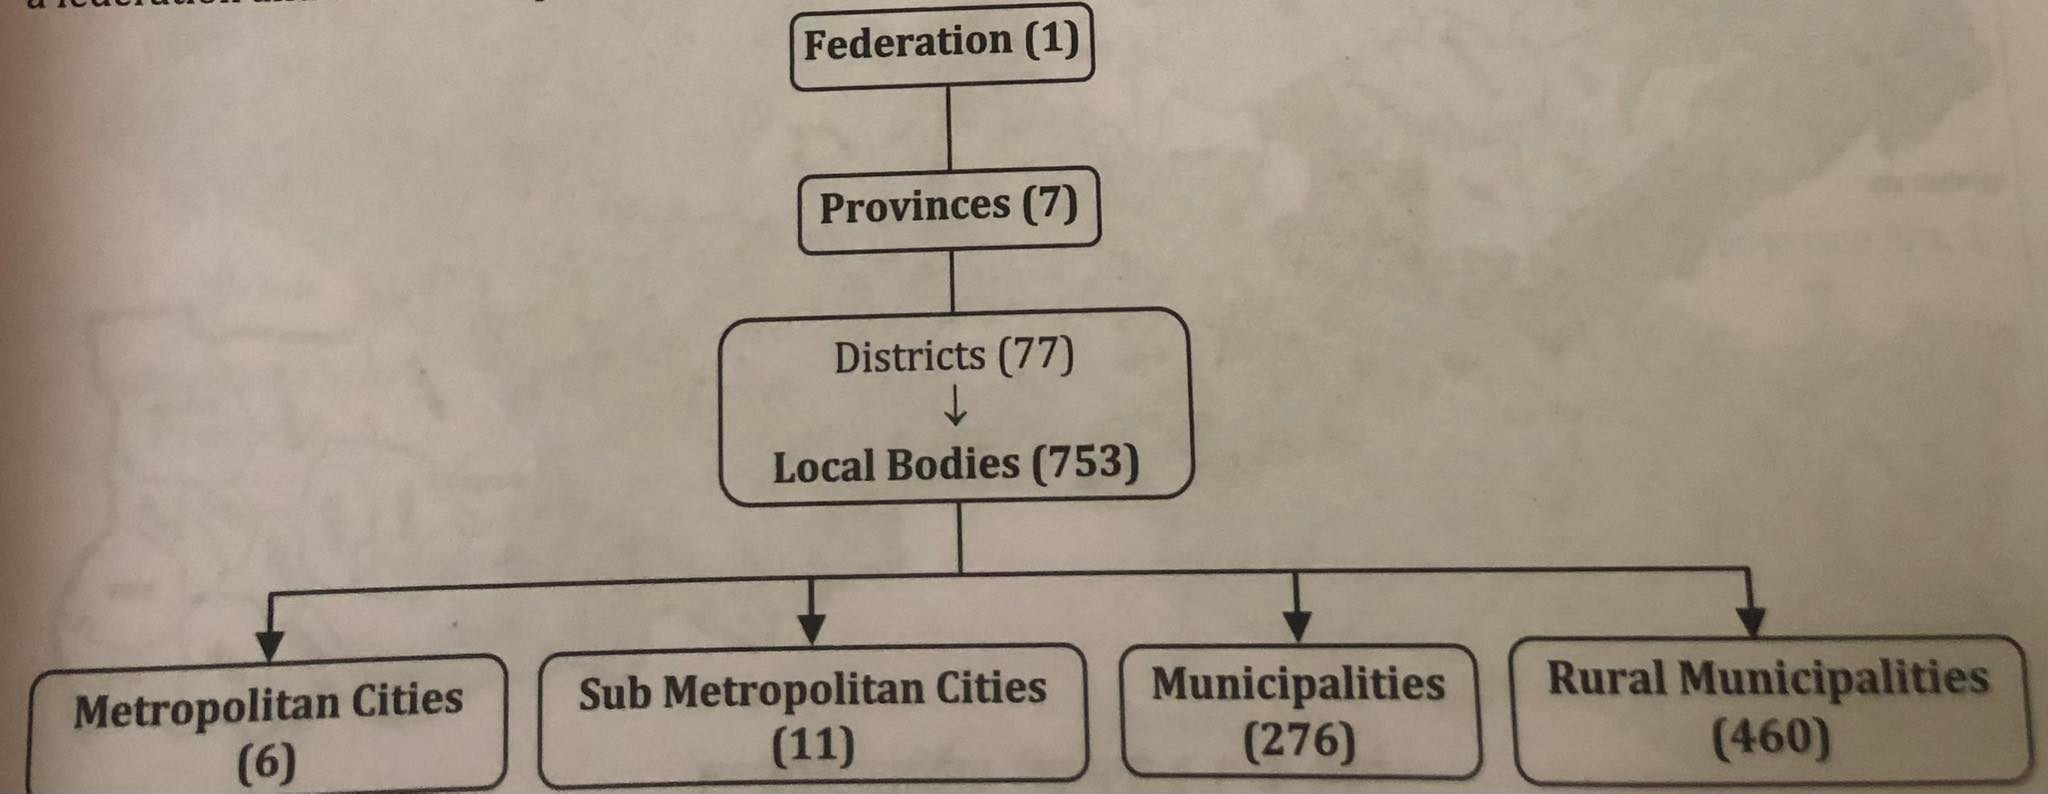 a federation
Federation (1)
Provinces (7)
Districts (77)
Local Bodies (753)
Metropolitan Cities
(6)
Sub Metropolitan Cities
(11)
Municipalities
(276)
Rural Municipalities
(460)